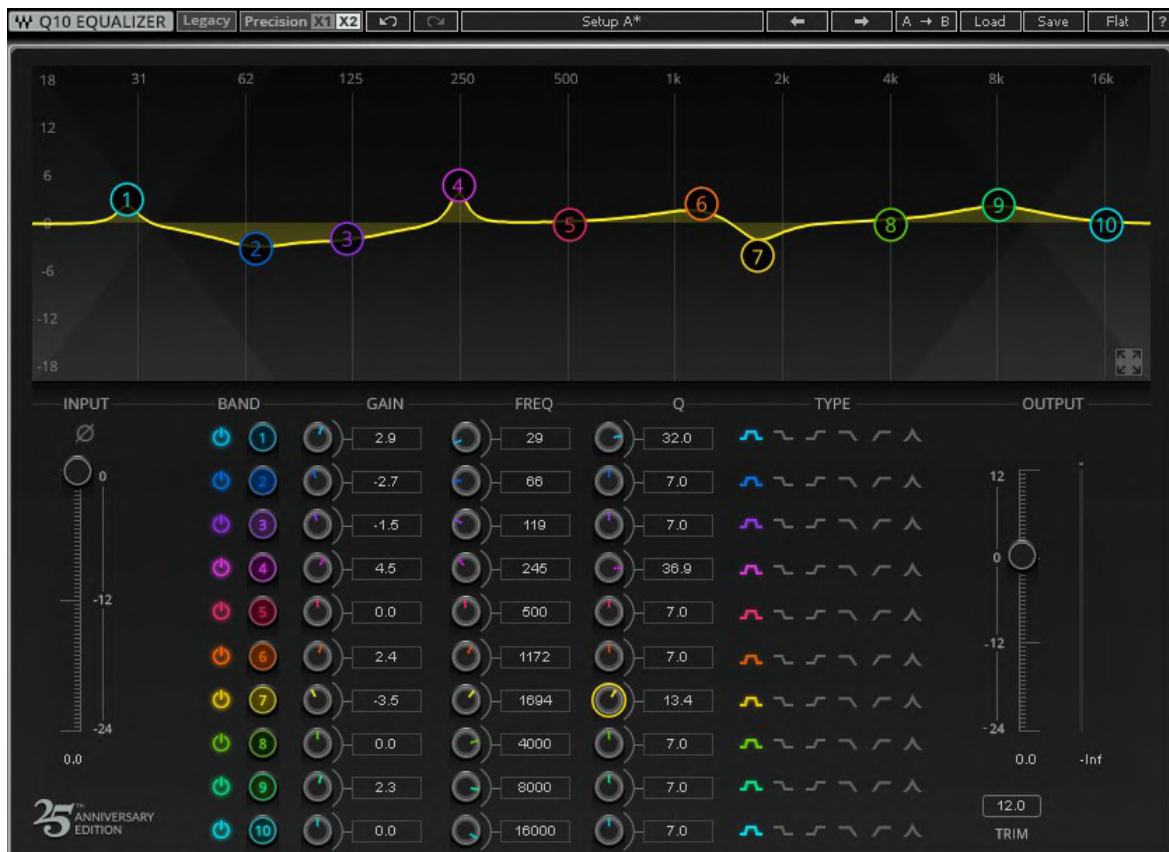 Q10 EQUALIZER Legacy Precision X1 X2 Setup A* A → B Load Save Flat ?
18 31 62 125 250 500 1k 2k 4k 8k 16k
12
6
0
-6
-12
-18
1 2 3 4 5 6 7 8 9 10
INPUT BAND GAIN FREQ Q TYPE OUTPUT
1 2.9 29 32.0
0 2 -2.7 66 7.0 12
3 -1.5 119 7.0
4 4.5 245 36.9 0
-12 5 0.0 500 7.0
6 2.4 1172 7.0 -12
7 -3.5 1694 13.4
-24 8 0.0 4000 7.0 -24
0.0 0.0 -Inf
9 2.3 8000 7.0
12.0
25TH ANNIVERSARY
EDITION
10 0.0 16000 7.0
TRIM